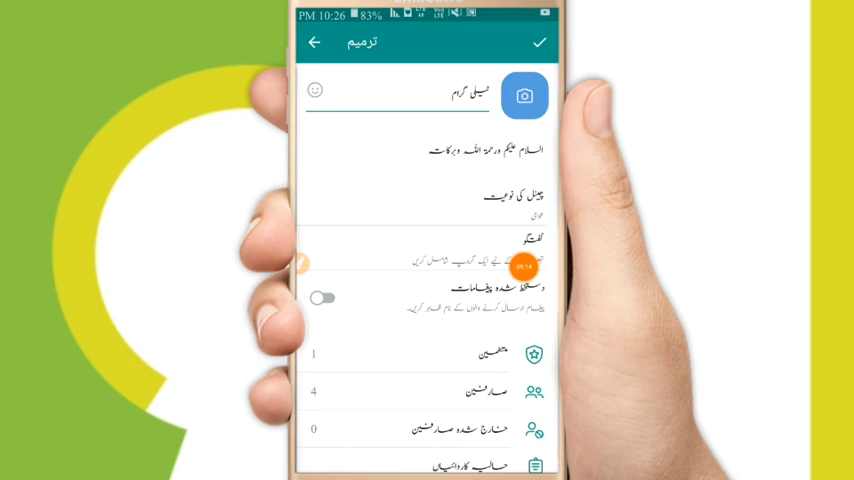 PM 10:26 83%
ترمیم
ٹیلی گرام
السلام علیکم ورحمۃ اللہ وبرکات
چینل کی نوعیت
عوامی
گفتگو
کے لیے ایک گروپ شامل کریں
09:14
دستخط شدہ پیغامات
پیغام ارسال کرنے والوں کے نام ظاہر کریں۔
منتظمین 1
صارفین 4
خارج شدہ صارفین 0
حالیہ کاروائیاں